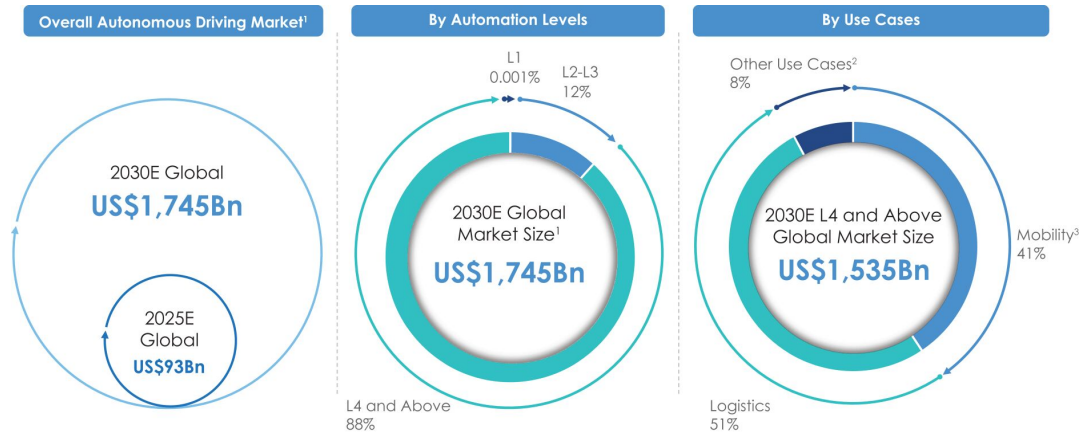 Overall Autonomous Driving Market¹
2030E Global
US$1,745Bn
2025E
Global
US$93Bn
By Automation Levels
L1
0.001%
L2-L3
12%
2030E Global
Market Size¹
US$1,745Bn
L4 and Above
88%
By Use Cases
Other Use Cases²
8%
2030E L4 and Above
Global Market Size
US$1,535Bn
Mobility³
41%
Logistics
51%